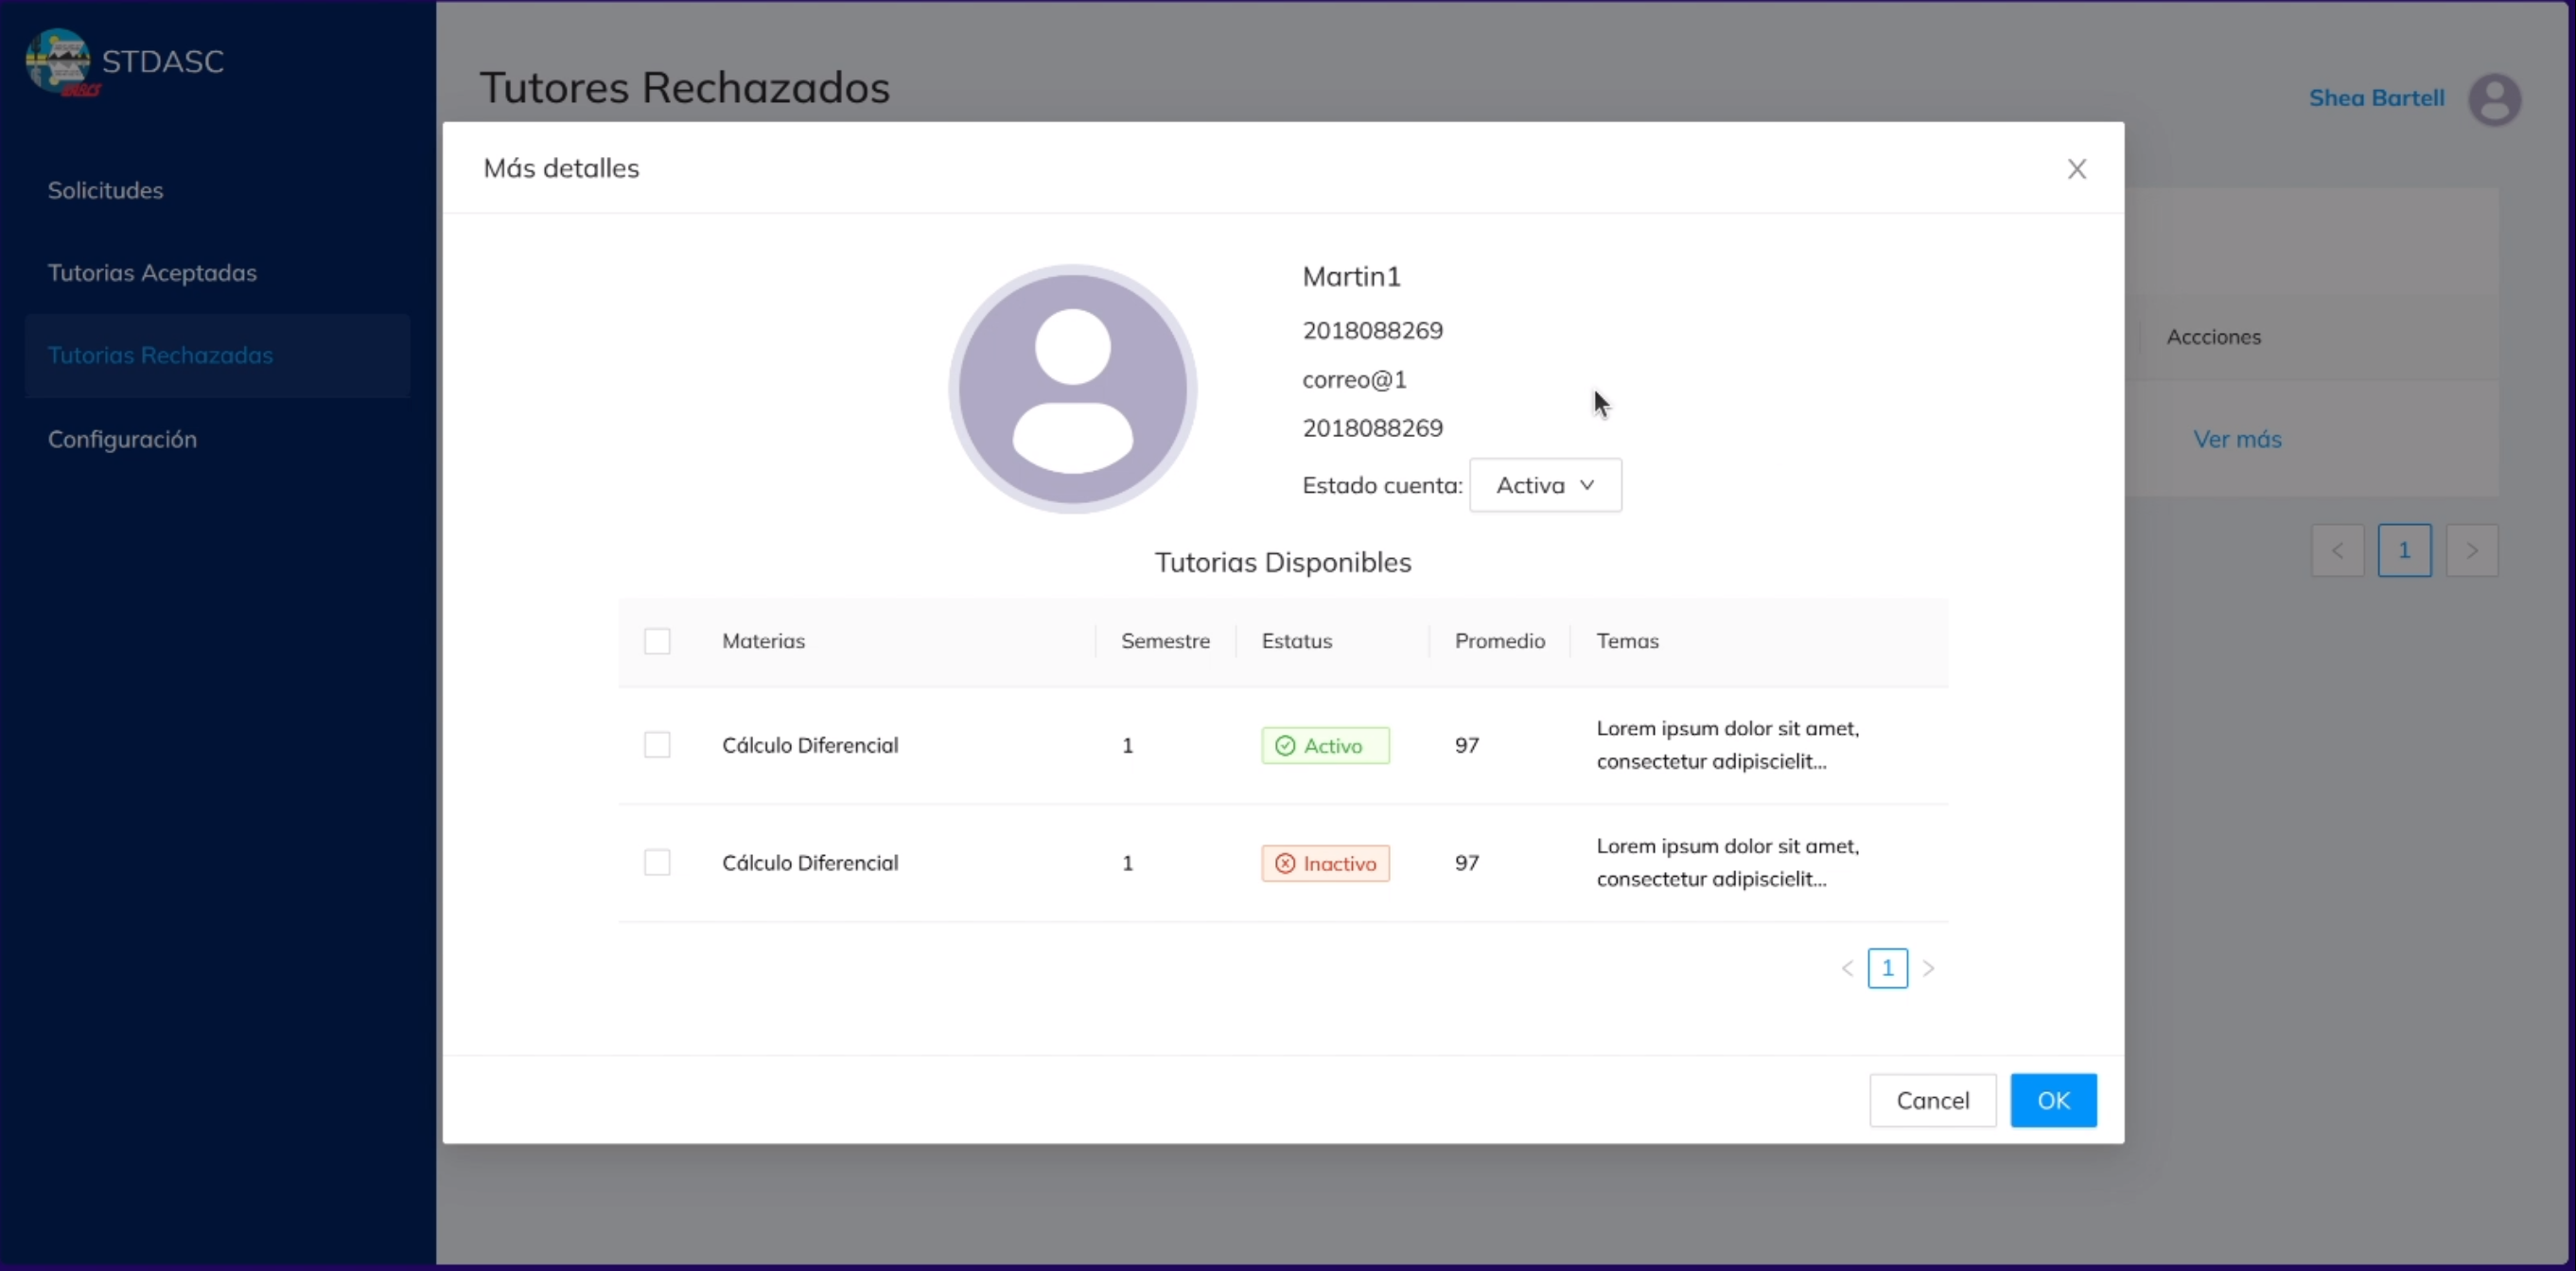 STDASC
Solicitudes
Tutorias Aceptadas
Tutorias Rechazadas
Configuración
Tutores Rechazados
Shea Bartell
Más detalles
Martin1
2018088269
correo@1
2018088269
Estado cuenta: Activa
Tutorias Disponibles
Materias Semestre Estatus Promedio Temas
Cálculo Diferencial 1 Activo 97 Lorem ipsum dolor sit amet,
consectetur adipiscielit...
Cálculo Diferencial 1 Inactivo 97 Lorem ipsum dolor sit amet,
consectetur adipiscielit...
< 1 >
Cancel OK
Accciones
Ver más
< 1 >